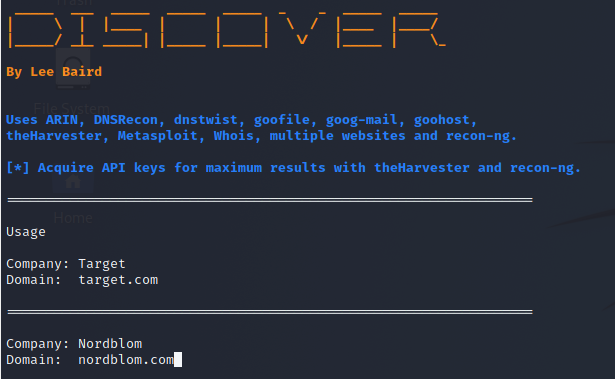 Trash
DISCOVER
By Lee Baird
File System
Uses ARIN, DNSRecon, dnstwist, goofile, goog-mail, goohost,
theHarvester, Metasploit, Whois, multiple websites and recon-ng.
[*] Acquire API keys for maximum results with theHarvester and recon-ng.
Home
Usage
Company: Target
Domain:  target.com
Company: Nordblom
Domain:  nordblom.com